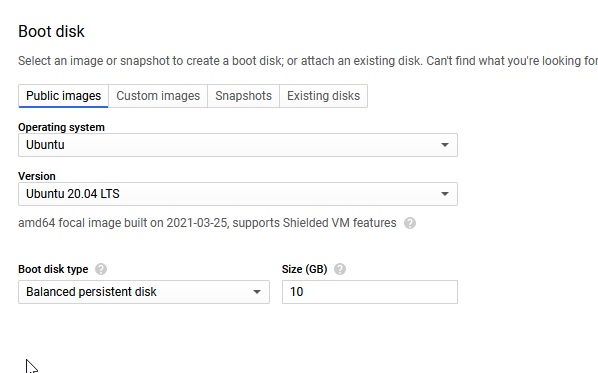 Boot disk
Select an image or snapshot to create a boot disk; or attach an existing disk. Can't find what you're looking for
Public images Custom images Snapshots Existing disks
Operating system
Ubuntu
Version
Ubuntu 20.04 LTS
amd64 focal image built on 2021-03-25, supports Shielded VM features ?
Boot disk type ? Size (GB) ?
Balanced persistent disk 10